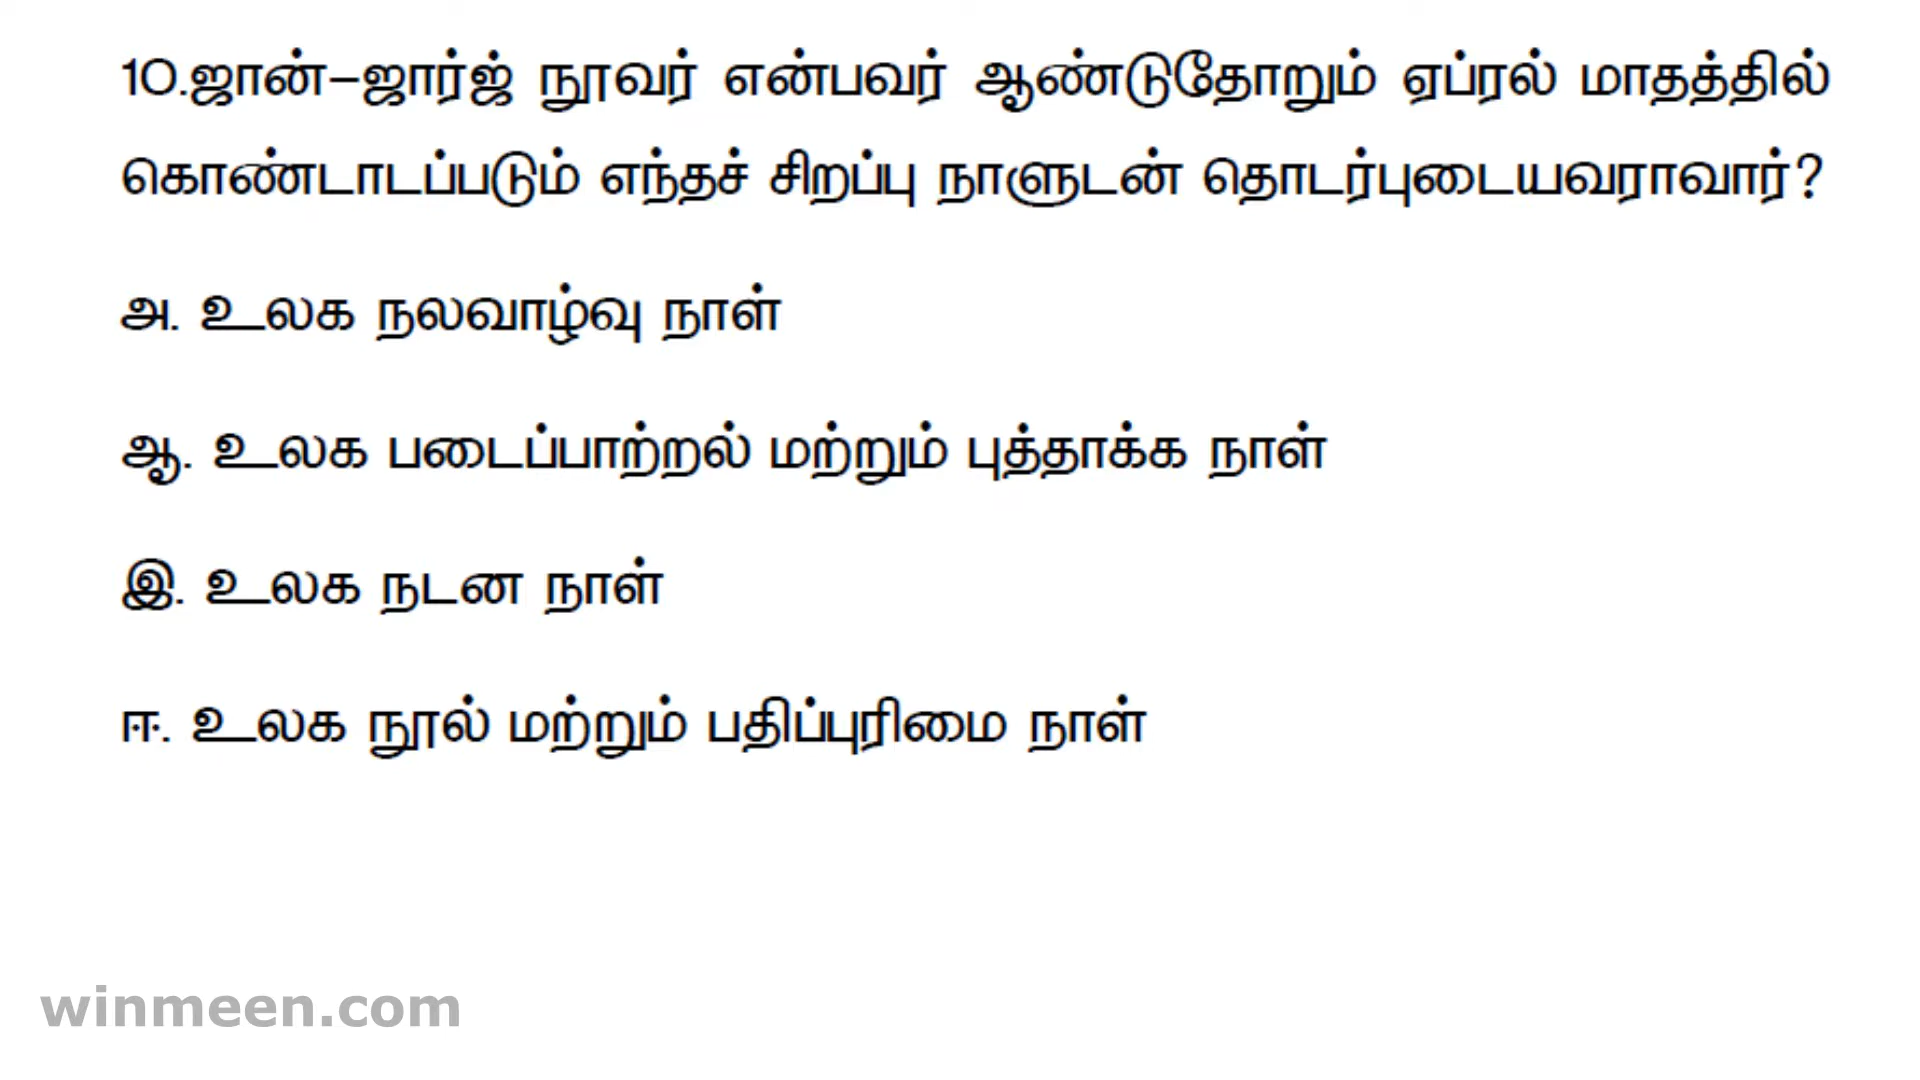 10.ஜான்-ஜார்ஜ் நூவர் என்பவர் ஆண்டுதோறும் ஏப்ரல் மாதத்தில்
கொண்டாடப்படும் எந்தச் சிறப்பு நாளுடன் தொடர்புடையவராவார்?
அ. உலக நலவாழ்வு நாள்
ஆ. உலக படைப்பாற்றல் மற்றும் புத்தாக்க நாள்
இ. உலக நடன நாள்
ஈ. உலக நூல் மற்றும் பதிப்புரிமை நாள்
winmeen.com